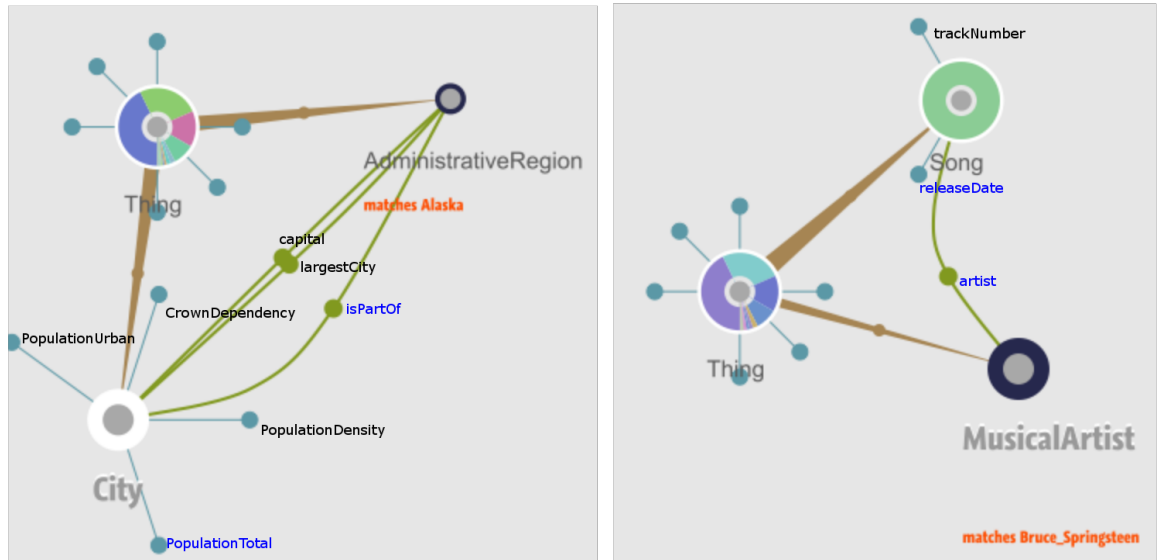 AdministrativeRegion
Thing
matches Alaska
capital
largestCity
CrownDependency
isPartOf
PopulationUrban
PopulationDensity
City
PopulationTotal
trackNumber
Song
releaseDate
artist
Thing
MusicalArtist
matches Bruce_Springsteen